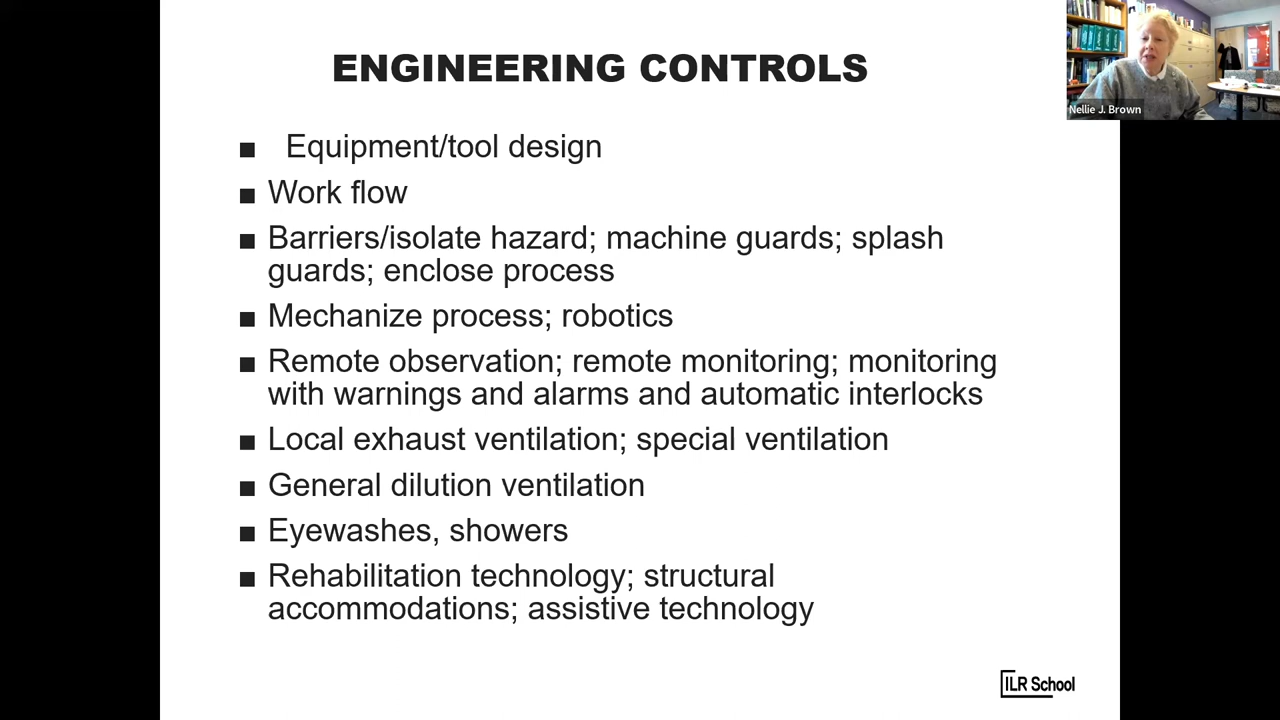 ENGINEERING CONTROLS
■ Equipment/tool design
■ Work flow
■ Barriers/isolate hazard; machine guards; splash
guards; enclose process
■ Mechanize process; robotics
■ Remote observation; remote monitoring; monitoring
with warnings and alarms and automatic interlocks
■ Local exhaust ventilation; special ventilation
■ General dilution ventilation
■ Eyewashes, showers
■ Rehabilitation technology; structural
accommodations; assistive technology
ILR School
Nellie J. Brown